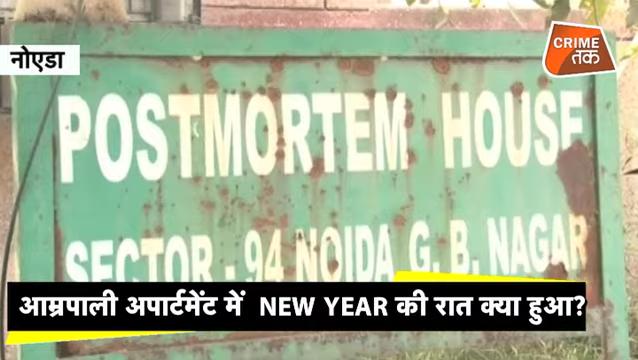 CRIME
तक
नोएडा
POSTMORTEM HOUSE
SECTOR - 94 NOIDA, G. B. NAGAR
आम्रपाली अपार्टमेंट में NEW YEAR की रात क्या हुआ?